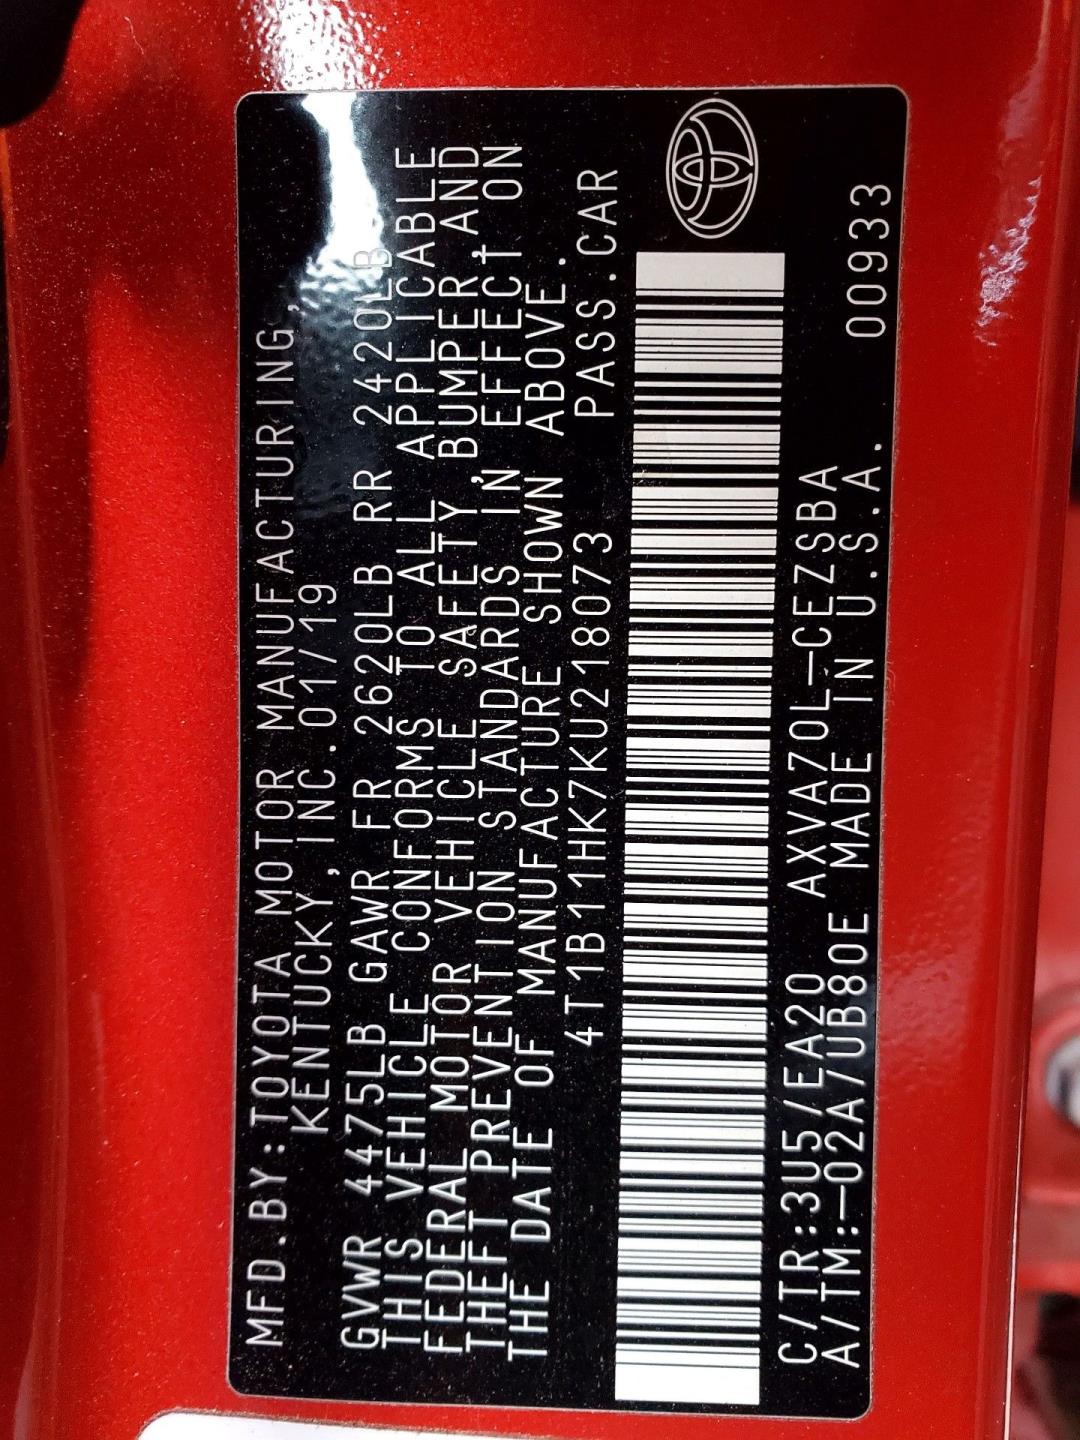 MFD.BY:TOYOTA MOTOR MANUFACTURING,
KENTUCKY, INC.01/19
GVWR 4475LB GAWR FR 2620LB RR 2420LB
THIS VEHICLE CONFORMS TO ALL APPLICABLE
FEDERAL MOTOR VEHICLE SAFETY, BUMPER, AND
THEFT PREVENTION STANDARDS IN EFFECT ON
THE DATE OF MANUFACTURE SHOWN ABOVE.
4T1B11HK7KU218073 PASS.CAR
C/TR:3U5/EA20 AXVA70L-CEZSBA 00933
A/TM:-02A/UB80E MADE IN U.S.A.